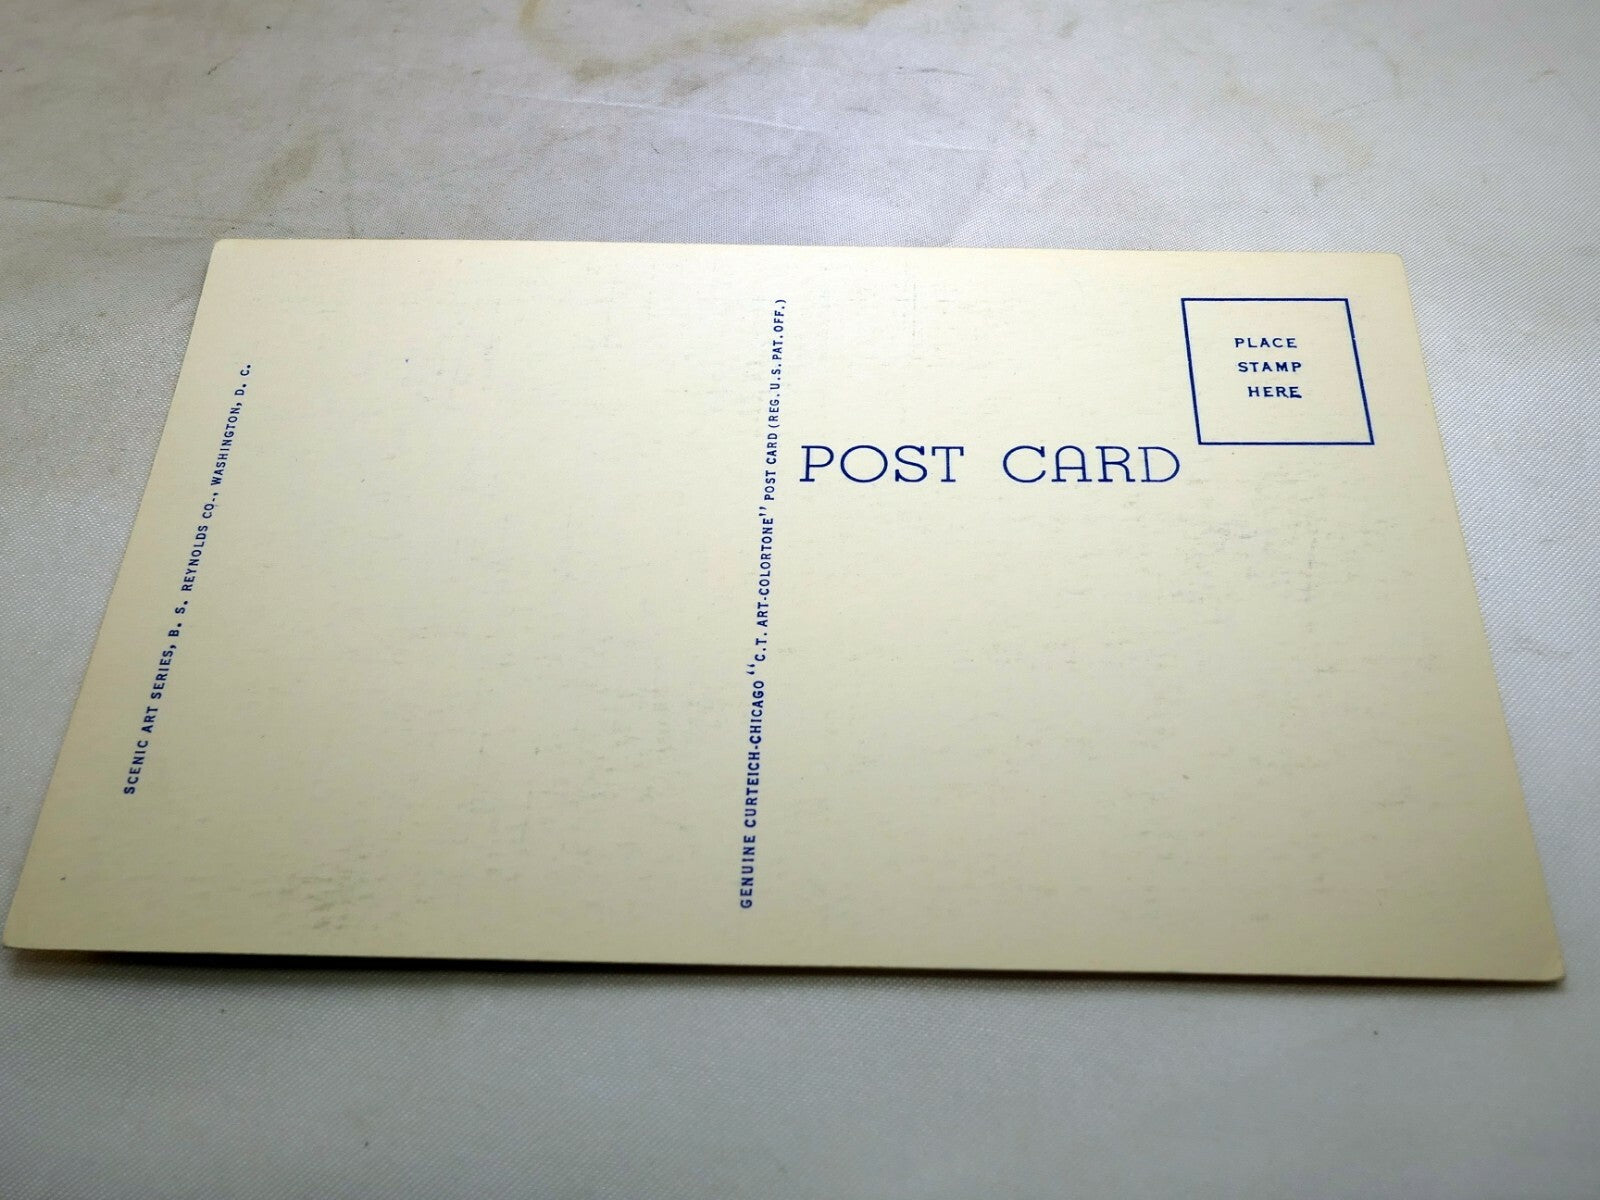 SCENIC ART SERIES, B. S. REYNOLDS CO., WASHINGTON, D. C.
GENUINE CURTEICH-CHICAGO "C.T. ART-COLORTONE" POST CARD (REG. U.S. PAT. OFF.)
PLACE
STAMP
HERE
POST CARD